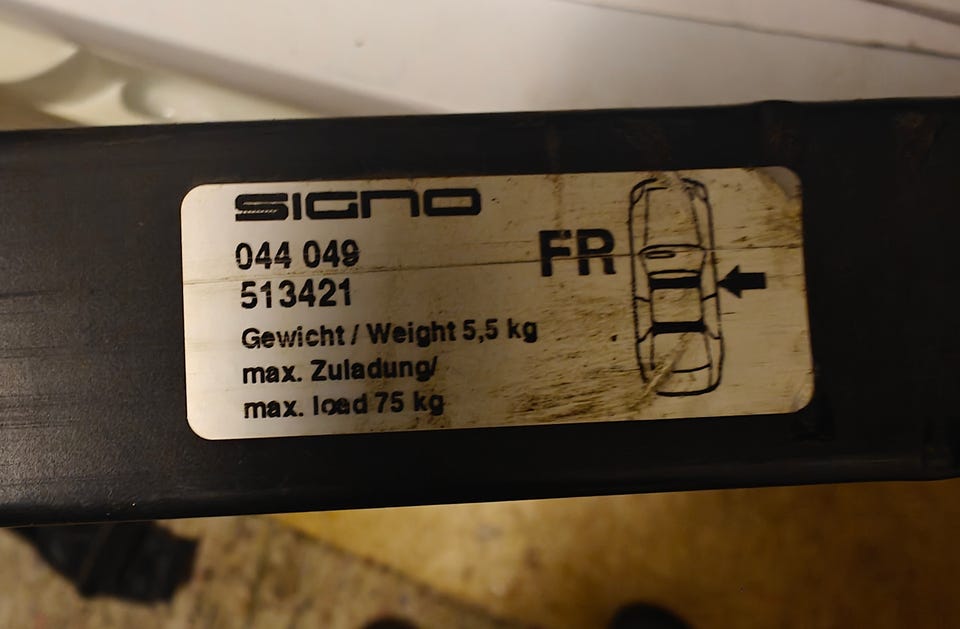 SIGNO
044 049
513421
FR
Gewicht / Weight 5,5 kg
max. Zuladung/
max. load 75 kg